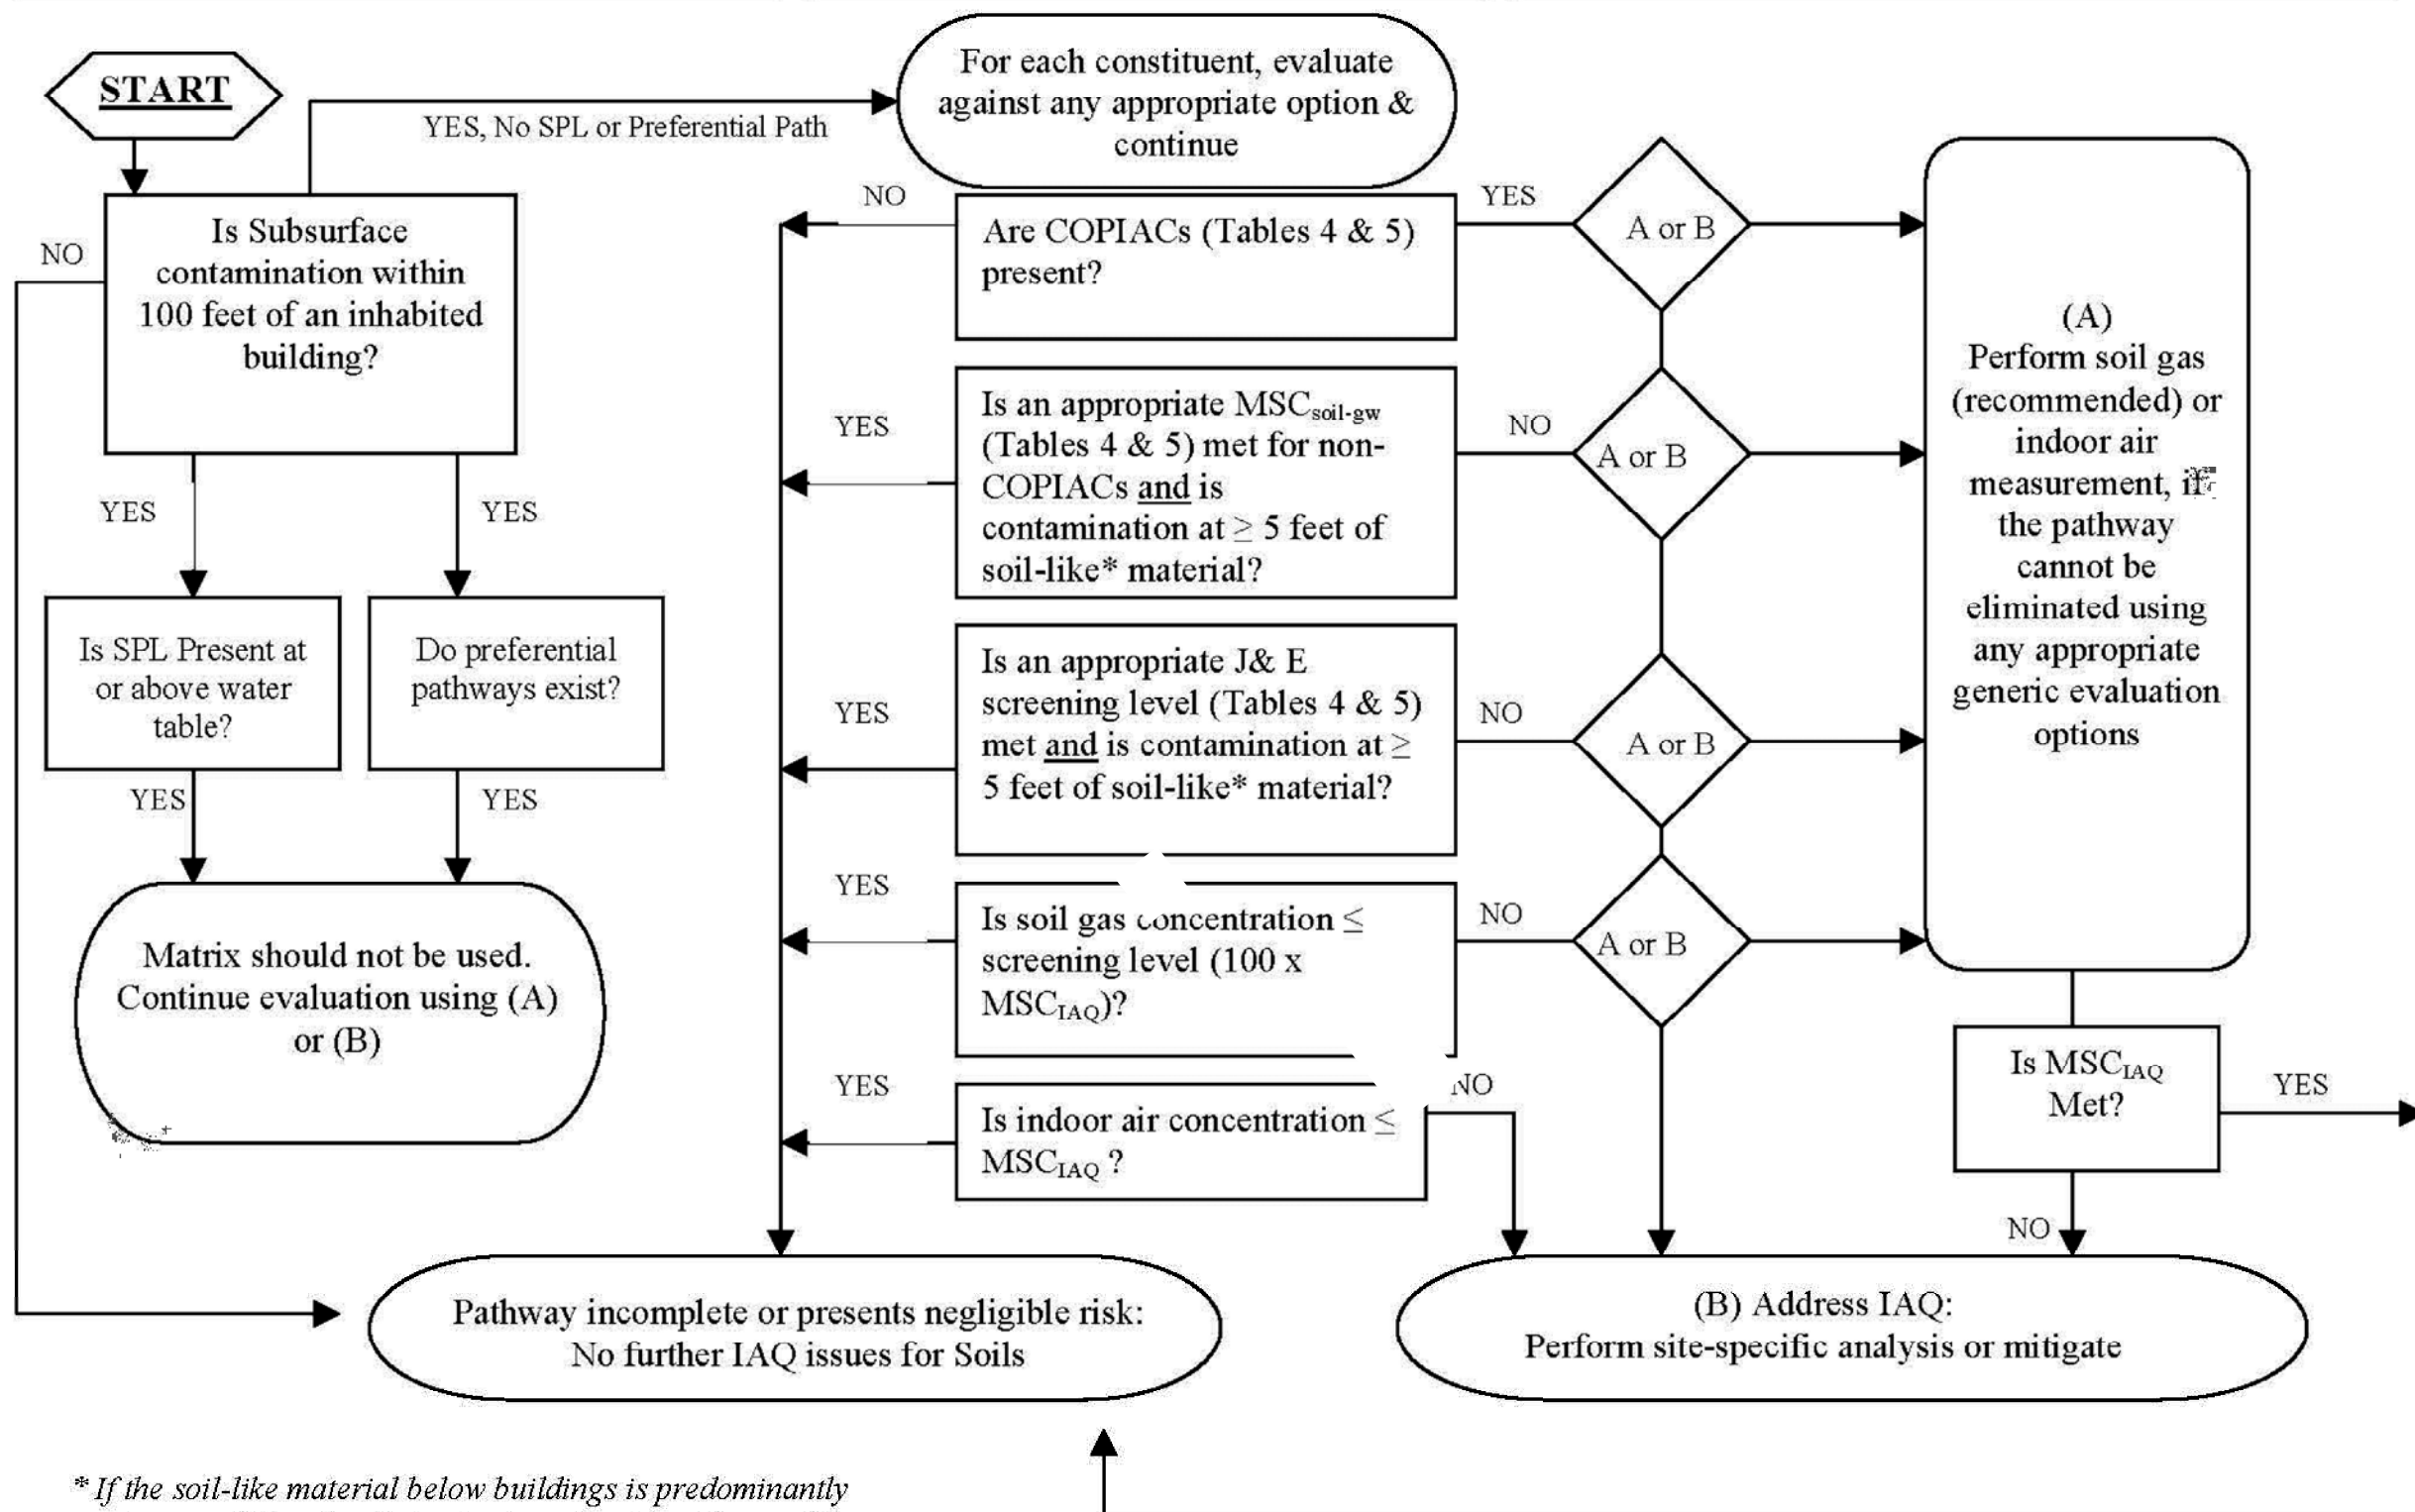 START
YES, No SPL or Preferential Path
For each constituent, evaluate
against any appropriate option &
continue
NO
Is Subsurface
contamination within
100 feet of an inhabited
building?
YES
YES
Is SPL Present at
or above water
table?
Do preferential
pathways exist?
YES
YES
Matrix should not be used.
Continue evaluation using (A)
or (B)
NO
Are COPIACs (Tables 4 & 5)
present?
YES
A or B
YES
Is an appropriate MSCsoil-gw
(Tables 4 & 5) met for non-
COPIACs and is
contamination at ≥ 5 feet of
soil-like* material?
NO
A or B
YES
Is an appropriate J& E
screening level (Tables 4 & 5)
met and is contamination at ≥
5 feet of soil-like* material?
NO
A or B
YES
Is soil gas concentration ≤
screening level (100 x
MSCIAQ)?
NO
A or B
YES
Is indoor air concentration ≤
MSCIAQ ?
NO
(A)
Perform soil gas
(recommended) or
indoor air
measurement, if
the pathway
cannot be
eliminated using
any appropriate
generic evaluation
options
Is MSCIAQ
Met?
YES
NO
Pathway incomplete or presents negligible risk:
No further IAQ issues for Soils
(B) Address IAQ:
Perform site-specific analysis or mitigate
* If the soil-like material below buildings is predominantly